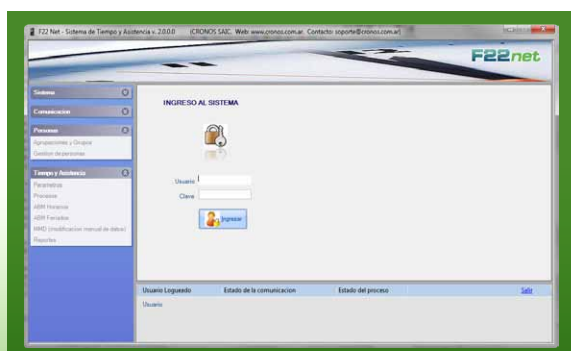 F22 Net - Sistema de Tiempo y Asistencia v. 2.0.0.0 (CRONOS SAIC. Web: www.cronos.com.ar. Contacto: soporte@cronos.com.ar)
F22net
Sistema
INGRESO AL SISTEMA
Comunicacion
Personas
Agrupaciones y Grupos
Gestion de personas
Tiempo y Asistencia
Usuario
Parametros
Clave
Procesos
ABM Horarios
Ingresar
ABM Feriados
MMD (modificacion manual de datos)
Reportes
Usuario Logueado Estado de la comunicacion Estado del proceso Salir
Usuario